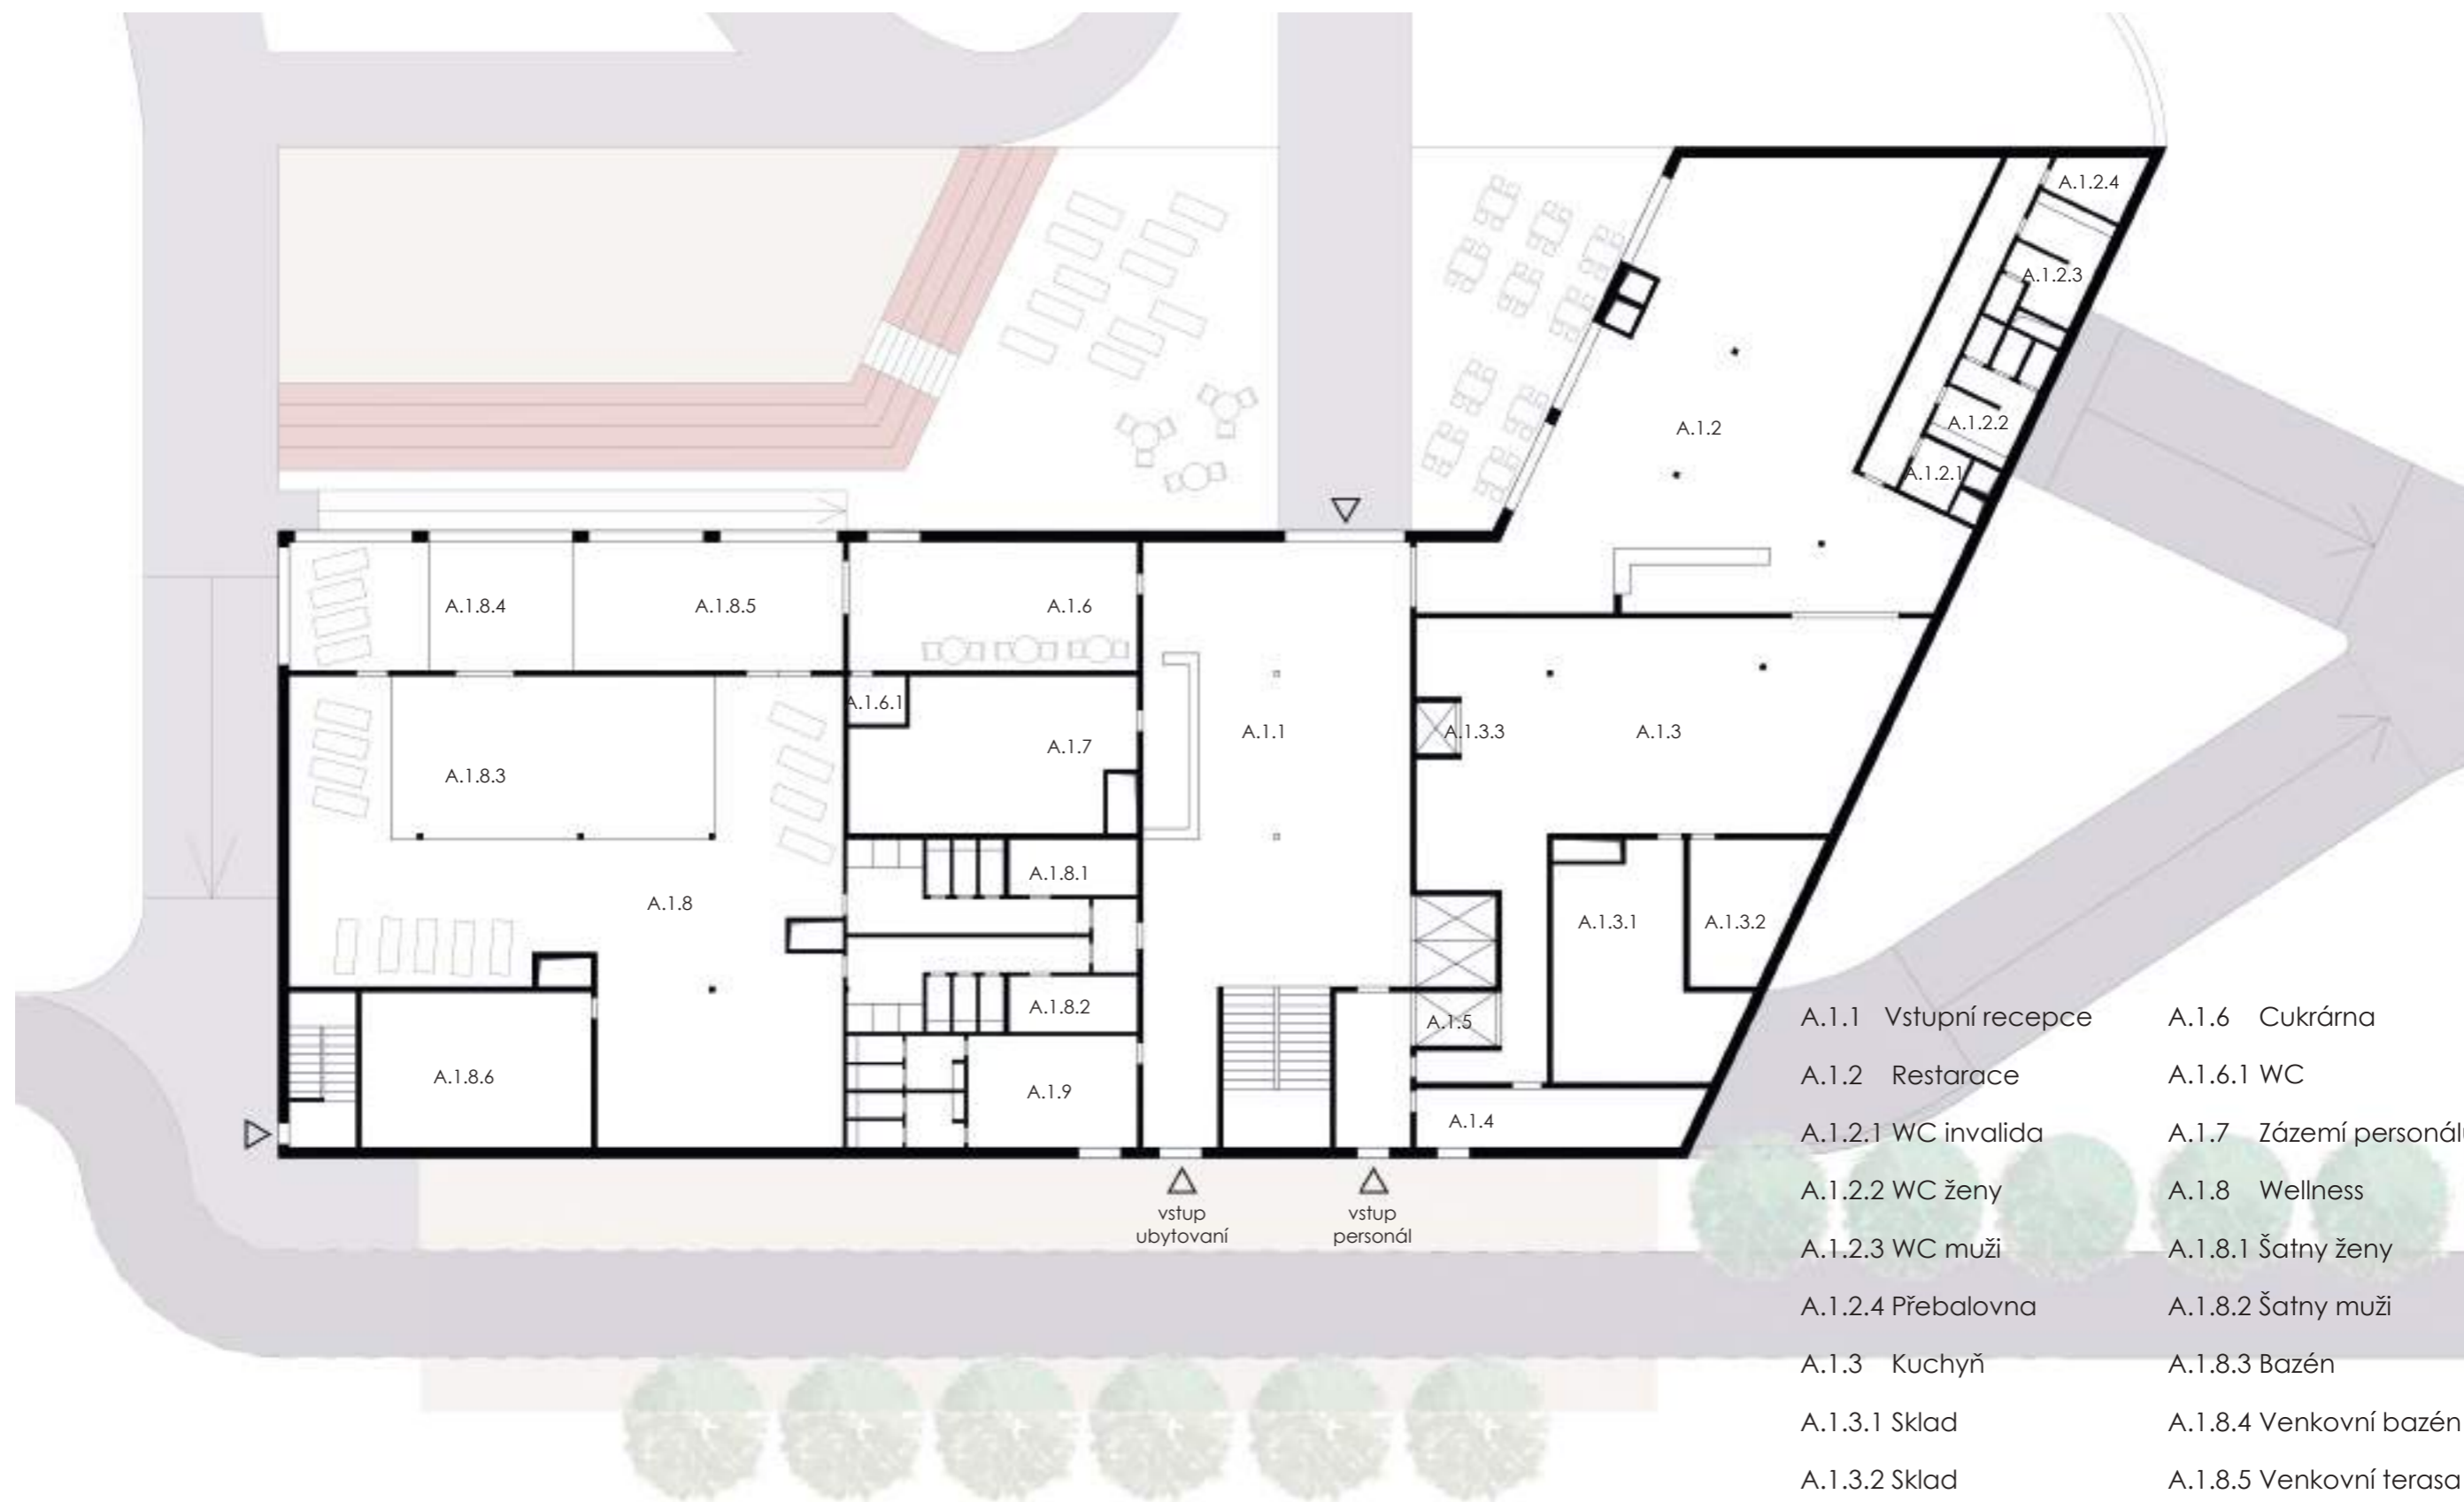 A.1.2.4
A.1.2.3
A.1.2
A.1.2.2
A.1.2.1
A.1.8.4
A.1.8.5
A.1.6
A.1.6.1
A.1.7
A.1.1
A.1.3.3
A.1.3
A.1.8.3
A.1.8.1
A.1.8
A.1.3.1
A.1.3.2
A.1.8.2
A.1.5
A.1.8.6
A.1.9
A.1.4
vstup
ubytovaní
vstup
personál
A.1.1 Vstupní recepce
A.1.2 Restarace
A.1.2.1 WC invalida
A.1.2.2 WC ženy
A.1.2.3 WC muži
A.1.2.4 Přebalovna
A.1.3 Kuchyň
A.1.3.1 Sklad
A.1.3.2 Sklad
A.1.6 Cukrárna
A.1.6.1 WC
A.1.7 Zázemí
A.1.8 Wellness
A.1.8.1 Šatny ženy
A.1.8.2 Šatny muži
A.1.8.3 Bazén
A.1.8.4 Venkovní bazén
A.1.8.5 Venkovní terasa